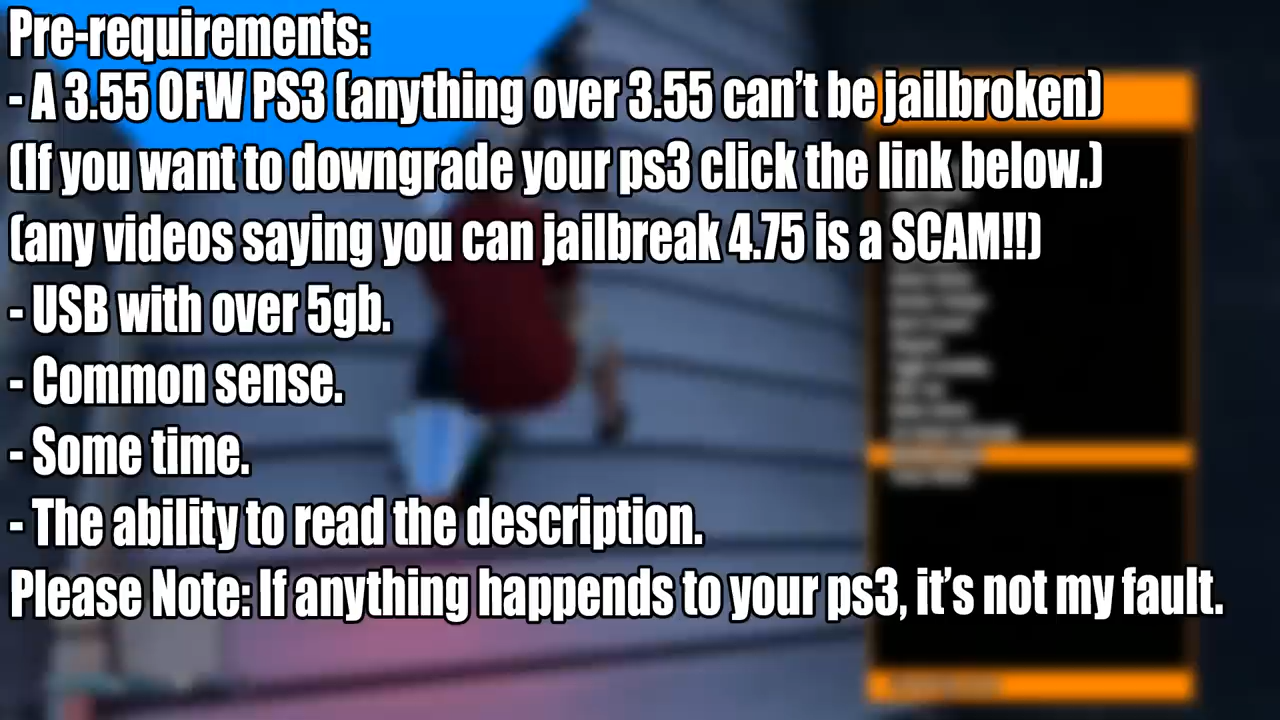 Pre-requirements:
- A 3.55 OFW PS3 (anything over 3.55 can't be jailbroken)
(If you want to downgrade your ps3 click the link below.)
(any videos saying you can jailbreak 4.75 is a SCAM!!)
- USB with over 5gb.
- Common sense.
- Some time.
- The ability to read the description.
Please Note: If anything happends to your ps3, it's not my fault.